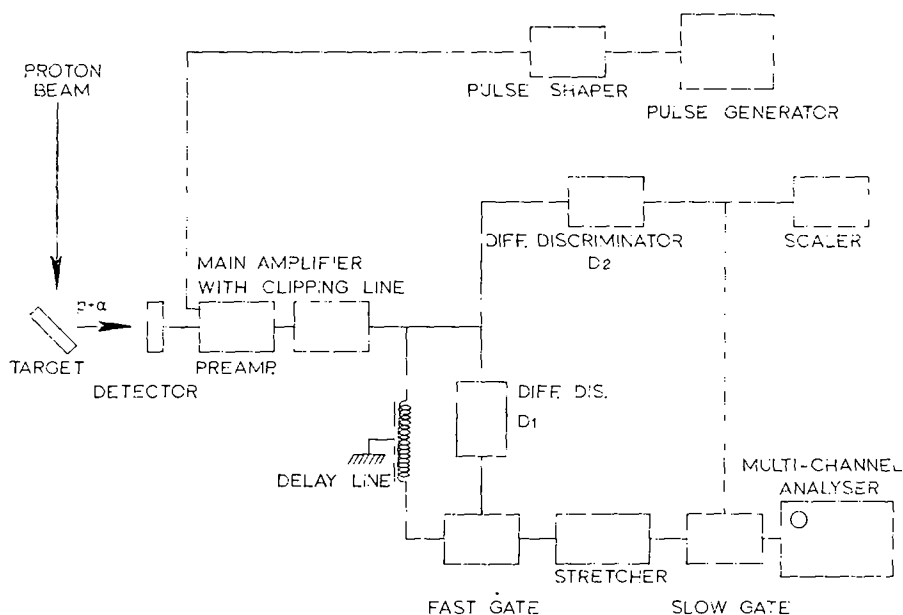 PROTON
BEAM
PULSE SHAPER
PULSE GENERATOR
DIFF. DISCRIMINATOR
D2
SCALER
MAIN AMPLIFIER
WITH CLIPPING LINE
p+α
TARGET
DETECTOR
PREAMP.
DIFF. DIS.
D1
DELAY LINE
MULTI-CHANNEL
ANALYSER
STRETCHER
FAST GATE
SLOW GATE